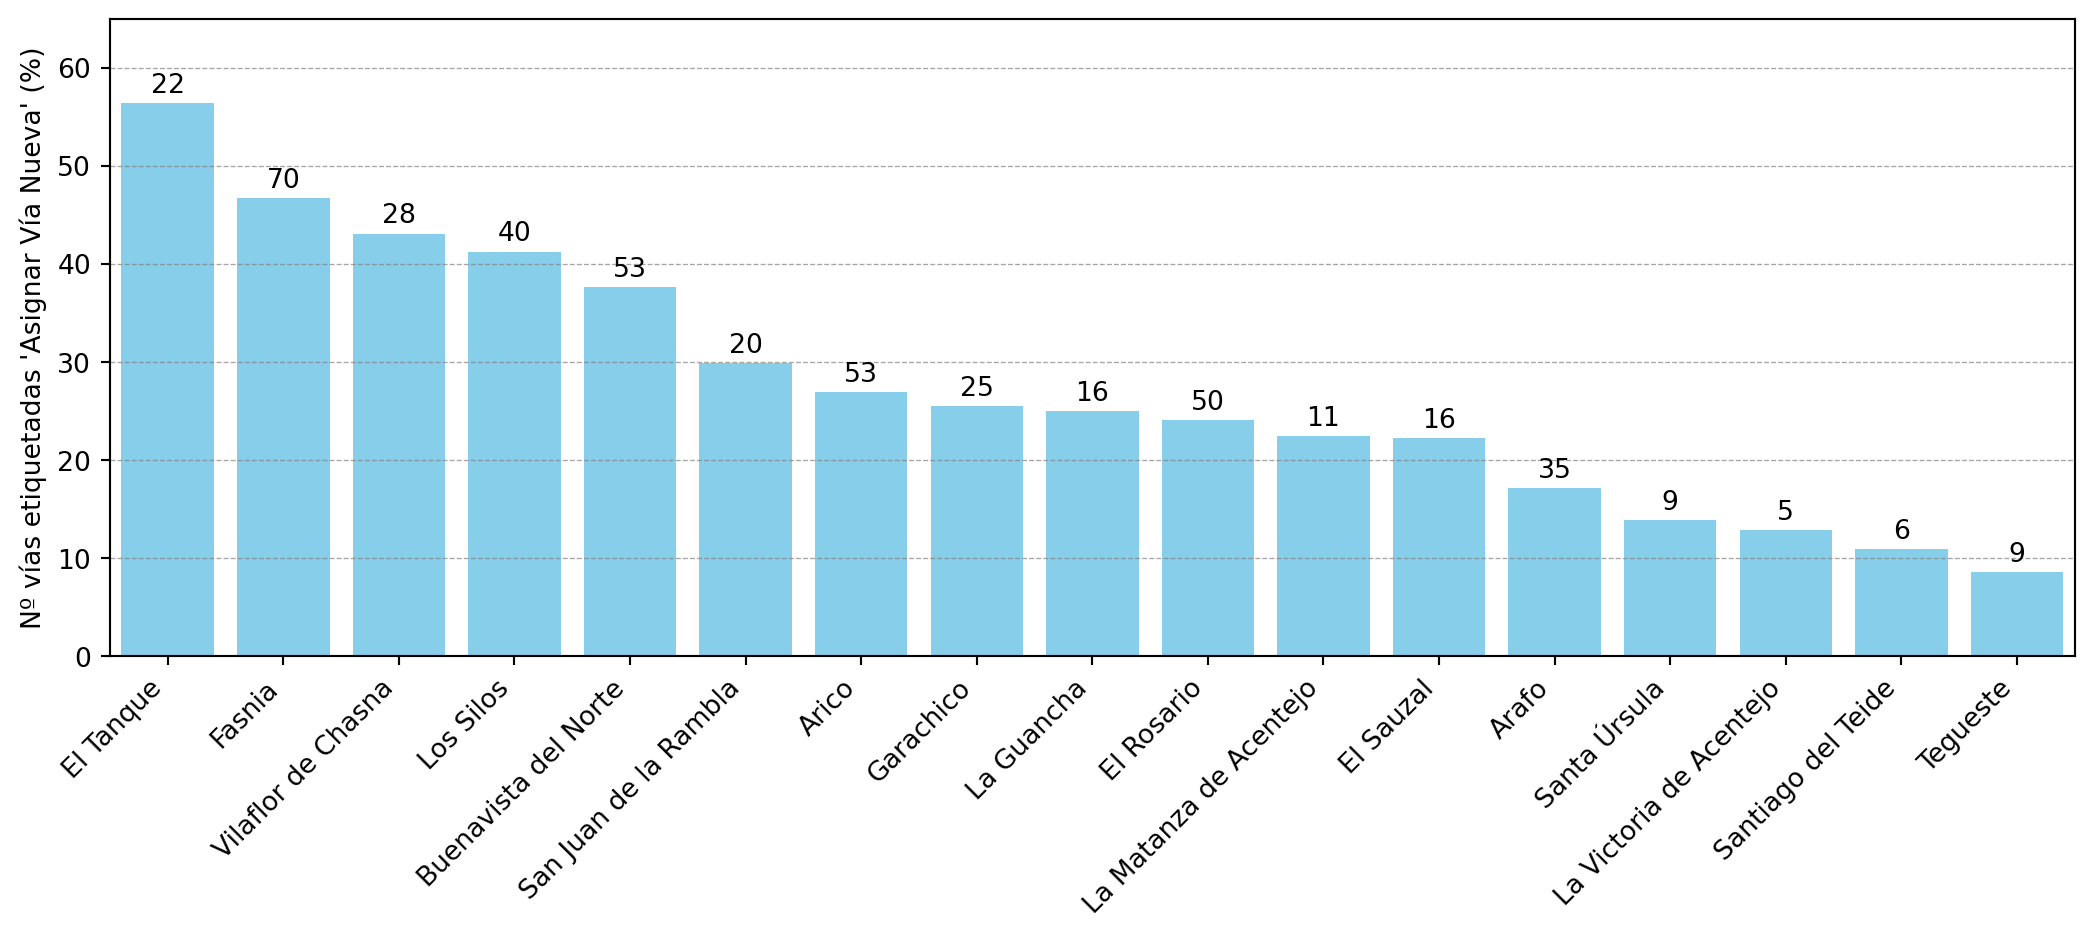 Nº vías etiquetadas 'Asignar Vía Nueva' (%)
60
50
40
30
20
10
0
22
70
28
40
53
20
53
25
16
50
11
16
35
9
5
6
9
El Tanque
Fasnia
Vilaflor de Chasna
Los Silos
Buenavista del Norte
San Juan de la Rambla
Arico
Garachico
La Guancha
El Rosario
La Matanza de Acentejo
El Sauzal
Arafo
Santa Úrsula
La Victoria de Acentejo
Santiago del Teide
Tegueste